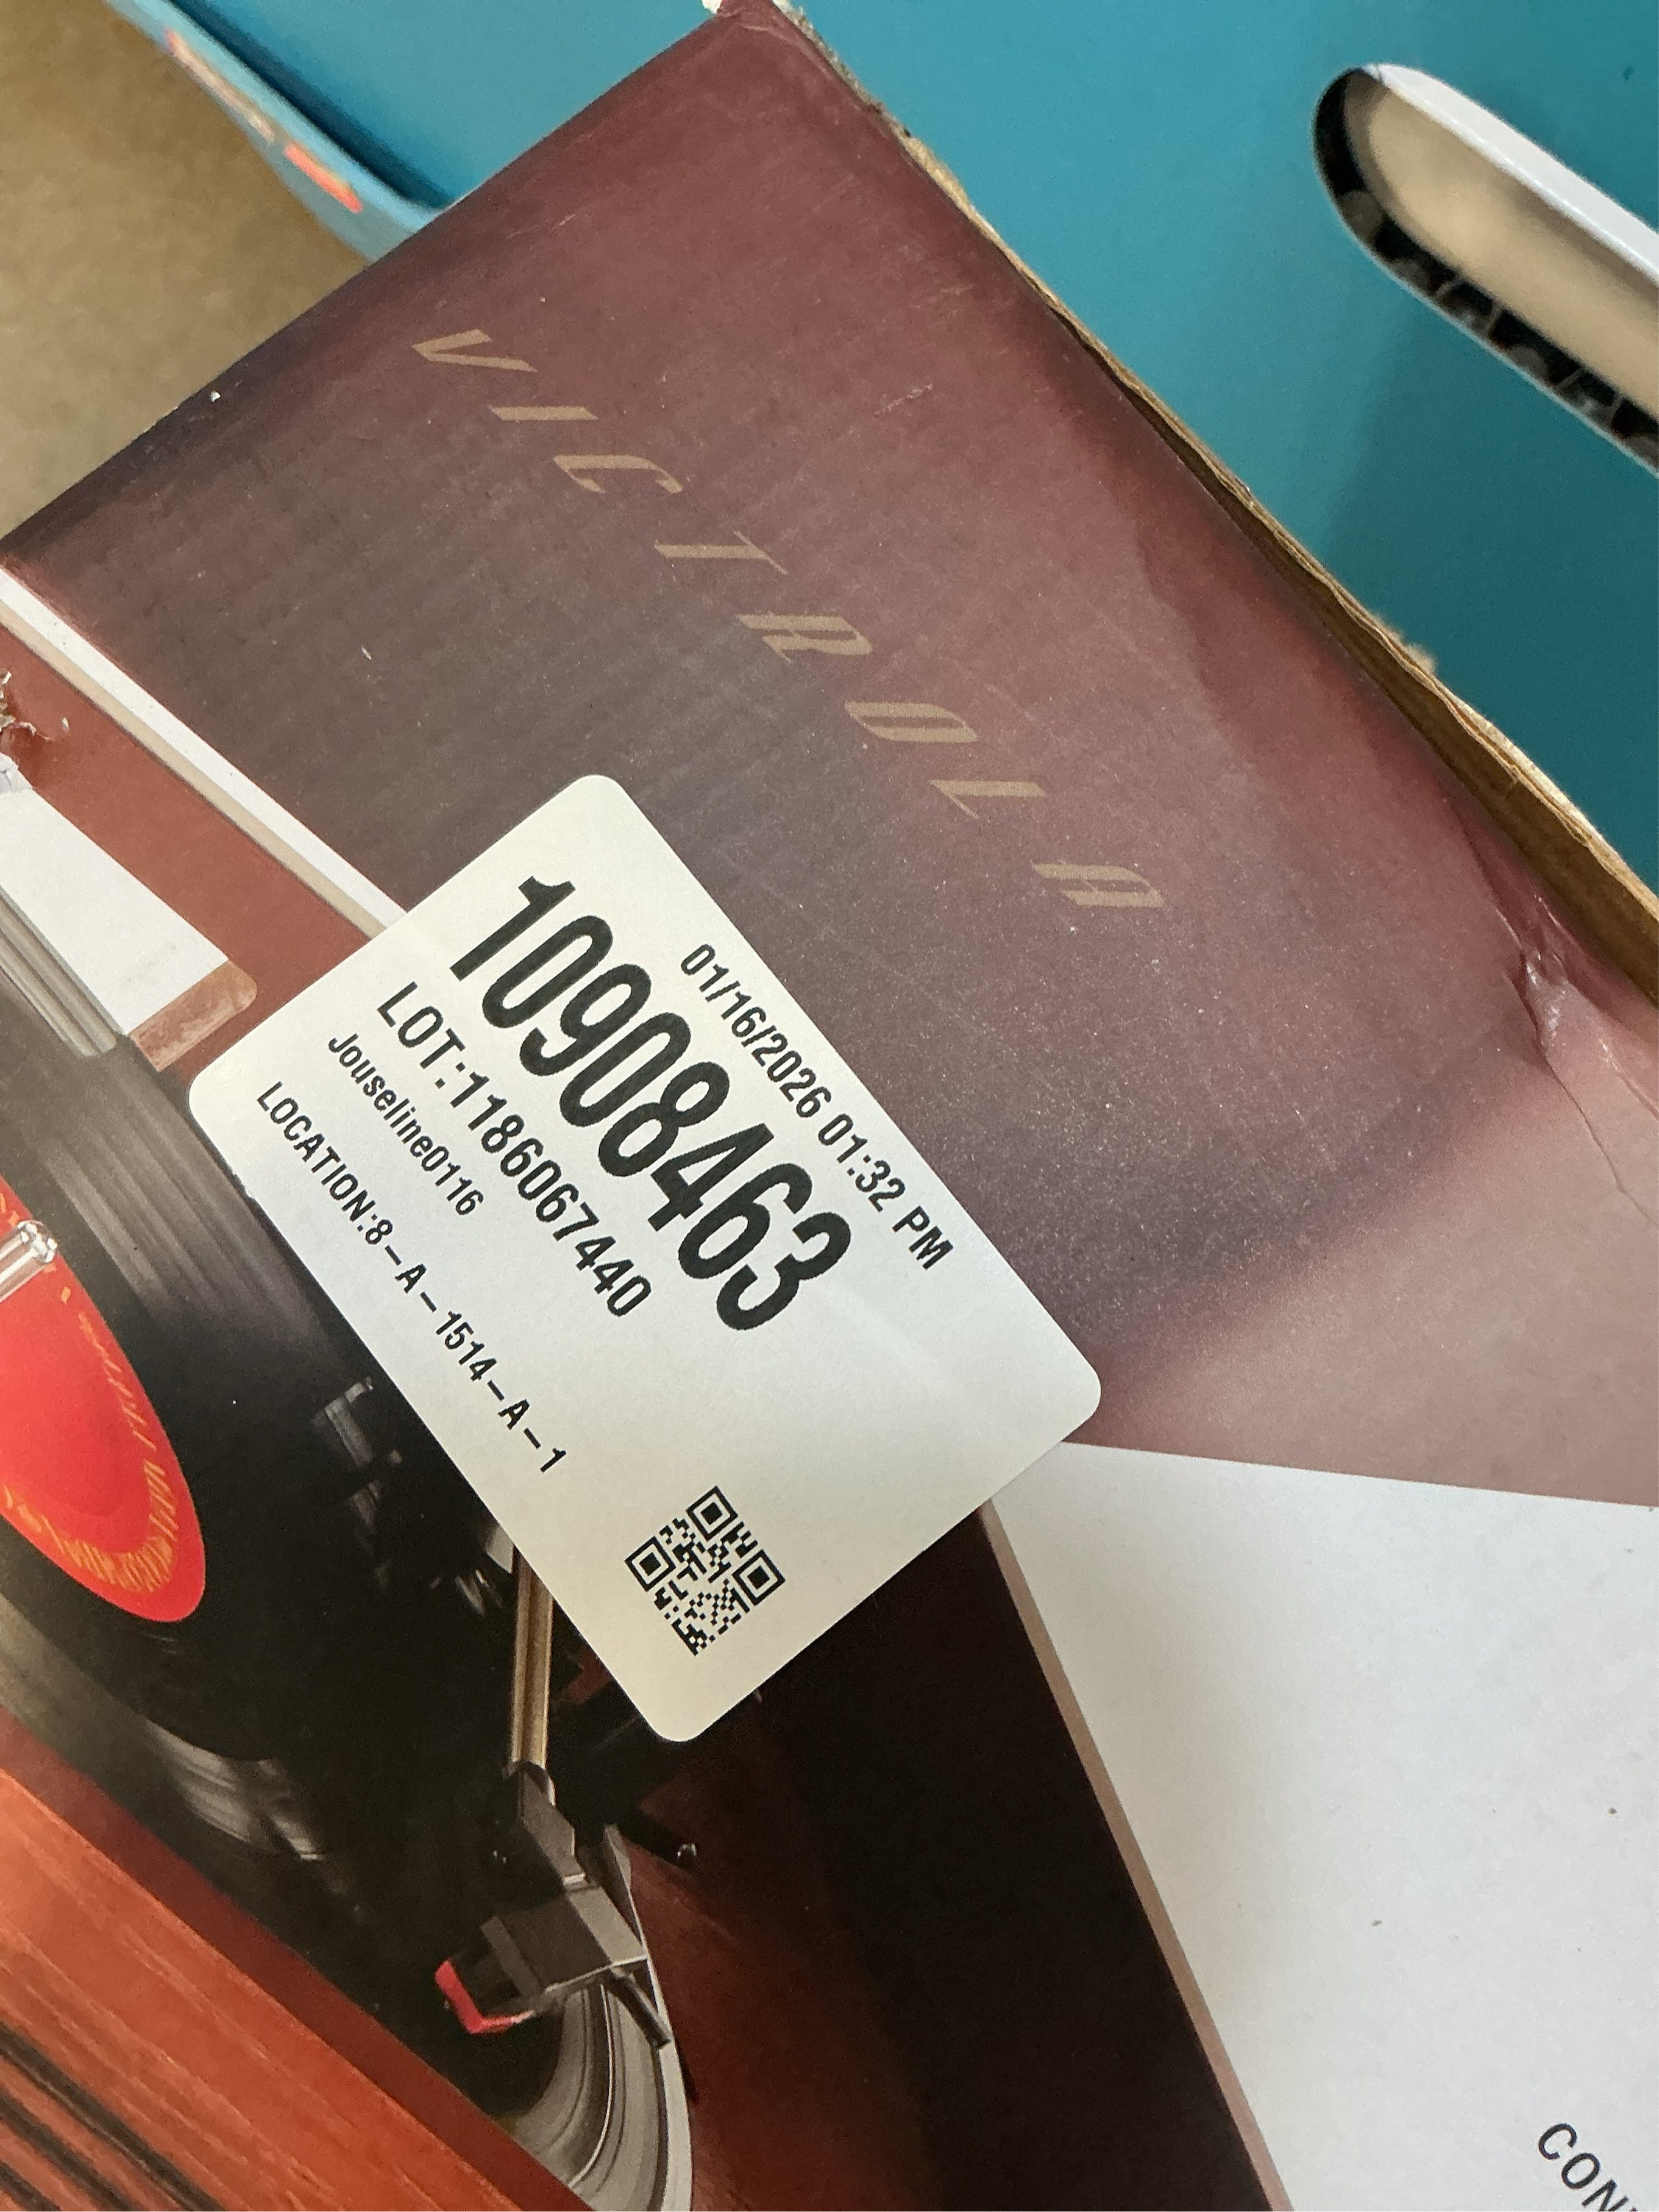 VICTROLA
01/16/2026 01:32 PM
10908463
LOT:1186067440
Jouseline0116
LOCATION:8-A-1514-A-1